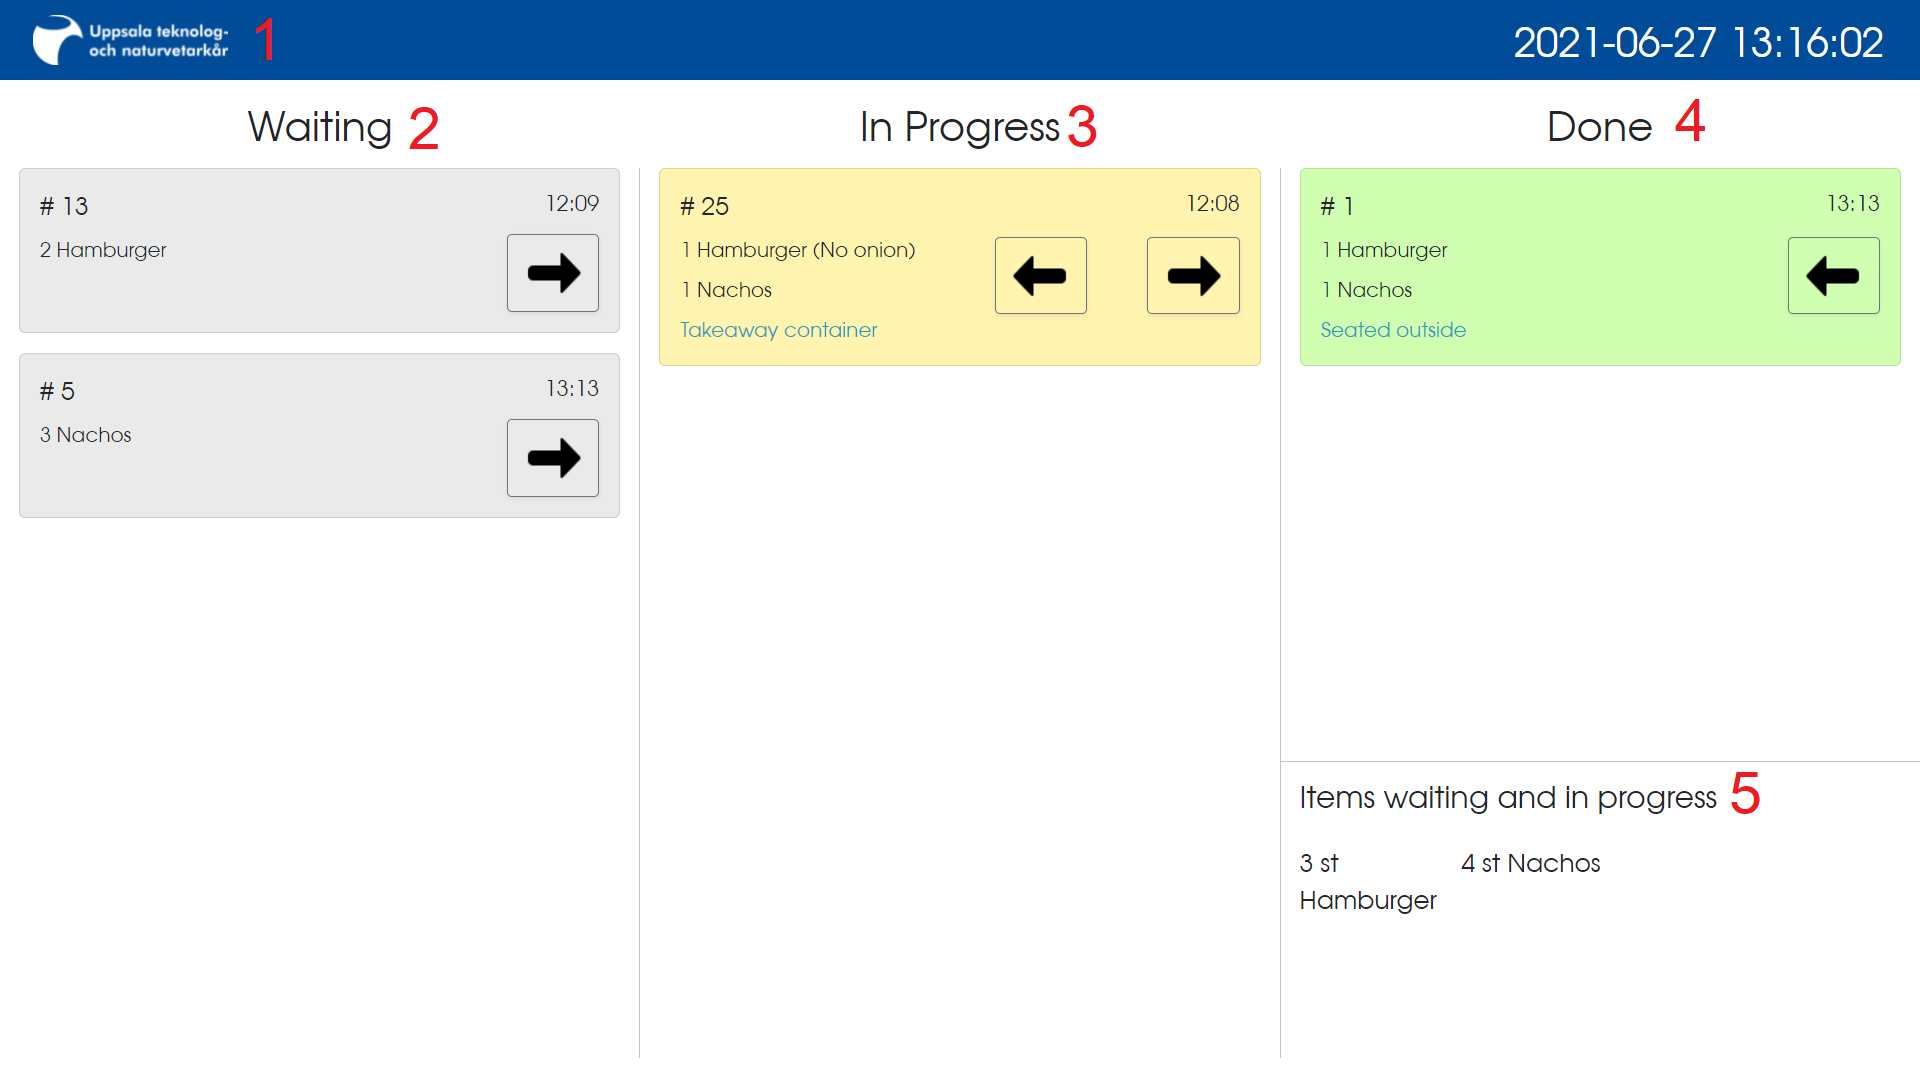 Uppsala teknolog-
och naturvetarkår
1
2021-06-27 13:16:02
Waiting 2
# 13 12:09
2 Hamburger
# 5 13:13
3 Nachos
In Progress 3
# 25 12:08
1 Hamburger (No onion)
1 Nachos
Takeaway container
Done 4
# 1 13:13
1 Hamburger
1 Nachos
Seated outside
Items waiting and in progress 5
3 st
Hamburger
4 st Nachos